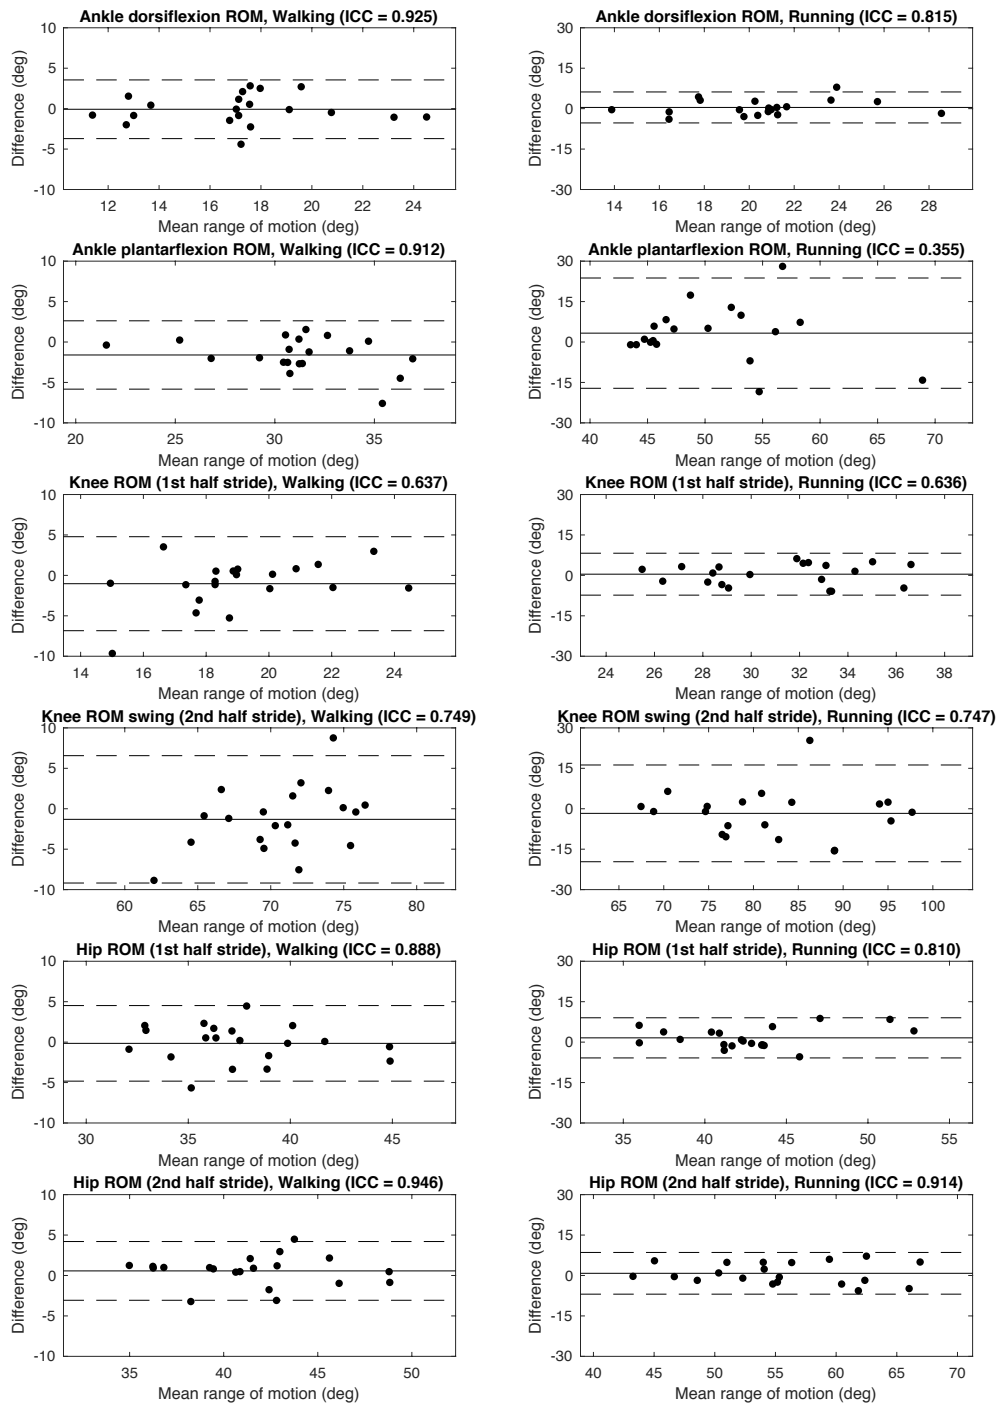 Ankle dorsiflexion ROM, Walking (ICC = 0.925)
10
5
0
-5
-10
Difference (deg)
12 14 16 18 20 22 24
Mean range of motion (deg)
Ankle dorsiflexion ROM, Running (ICC = 0.815)
30
15
0
-15
-30
Difference (deg)
14 16 18 20 22 24 26 28
Mean range of motion (deg)
Ankle plantarflexion ROM, Walking (ICC = 0.912)
10
5
0
-5
-10
Difference (deg)
20 25 30 35
Mean range of motion (deg)
Ankle plantarflexion ROM, Running (ICC = 0.355)
30
15
0
-15
-30
Difference (deg)
40 45 50 55 60 65 70
Mean range of motion (deg)
Knee ROM (1st half stride), Walking (ICC = 0.637)
10
5
0
-5
-10
Difference (deg)
14 16 18 20 22 24
Mean range of motion (deg)
Knee ROM (1st half stride), Running (ICC = 0.636)
30
15
0
-15
-30
Difference (deg)
24 26 28 30 32 34 36 38
Mean range of motion (deg)
Knee ROM swing (2nd half stride), Walking (ICC = 0.749)
10
5
0
-5
-10
Difference (deg)
60 65 70 75 80
Mean range of motion (deg)
Knee ROM swing (2nd half stride), Running (ICC = 0.747)
30
15
0
-15
-30
Difference (deg)
65 70 75 80 85 90 95 100
Mean range of motion (deg)
Hip ROM (1st half stride), Walking (ICC = 0.888)
10
5
0
-5
-10
Difference (deg)
30 35 40 45
Mean range of motion (deg)
Hip ROM (1st half stride), Running (ICC = 0.810)
30
15
0
-15
-30
Difference (deg)
35 40 45 50 55
Mean range of motion (deg)
Hip ROM (2nd half stride), Walking (ICC = 0.946)
10
5
0
-5
-10
Difference (deg)
35 40 45 50
Mean range of motion (deg)
Hip ROM (2nd half stride), Running (ICC = 0.914)
30
15
0
-15
-30
Difference (deg)
40 45 50 55 60 65 70
Mean range of motion (deg)